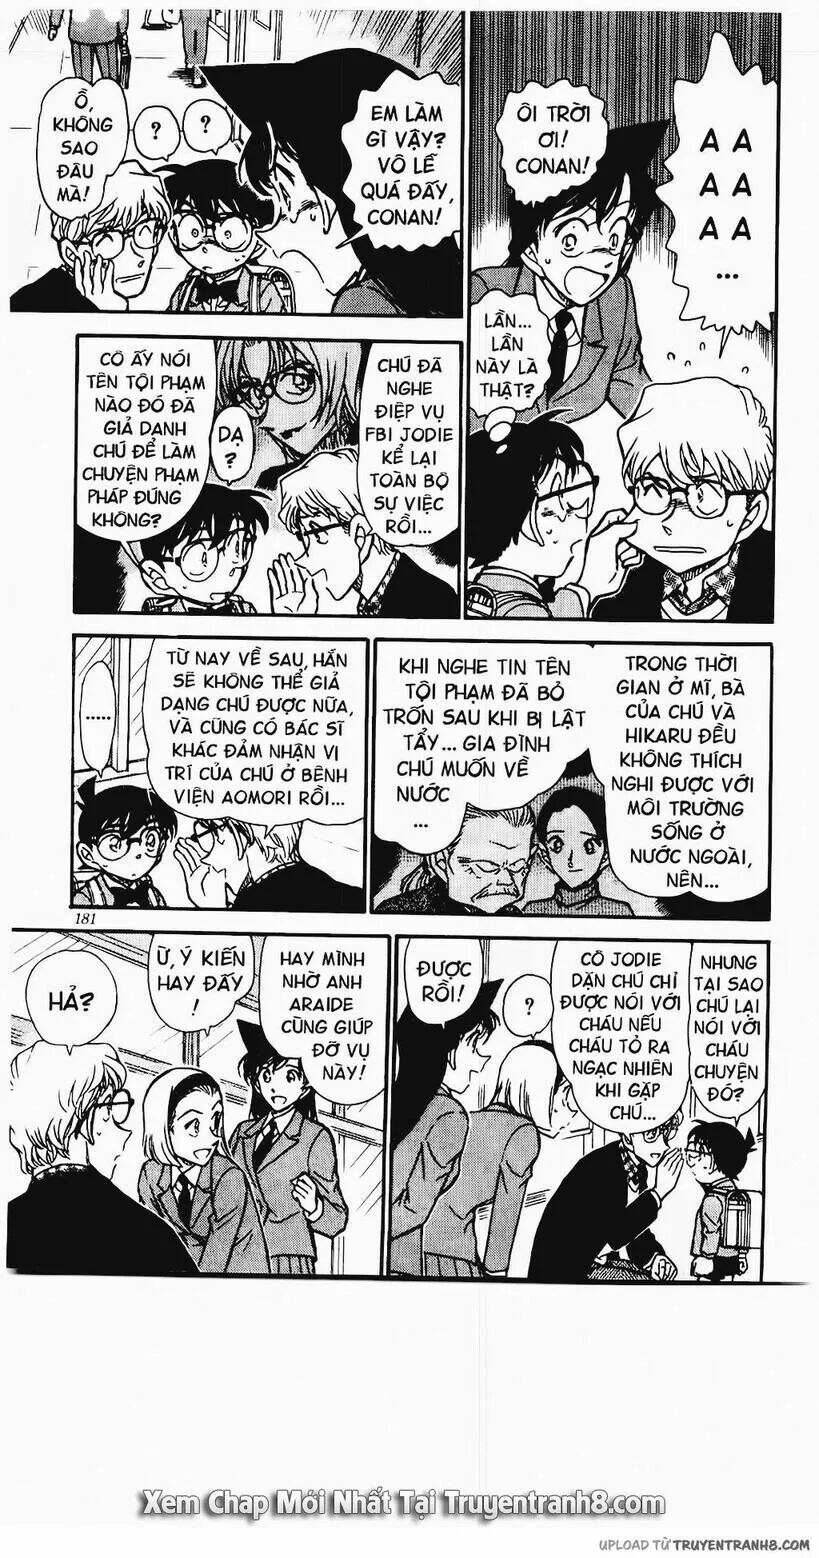 A A
A A
A A
...
ÔI TRỜI
ƠI!
CONAN!
LẦN...
LẦN
NÀY LÀ
THẬT?
EM LÀM
GÌ VẬY?
VÔ LỄ
QUÁ ĐẤY,
CONAN!
?
?
Ồ,
KHÔNG
SAO
ĐÂU
MÀ!
CHÚ ĐÃ
NGHE
ĐIỆP VỤ
FBI JODIE
KỂ LẠI
TOÀN BỘ
SỰ VIỆC
RỒI...
DẠ
?
CÔ ẤY NÓI
TÊN TỘI PHẠM
NÀO ĐÓ ĐÃ
GIẢ DANH
CHÚ ĐỂ LÀM
CHUYỆN PHẠM
PHÁP ĐÚNG
KHÔNG?
TRONG THỜI
GIAN Ở MĨ, BÀ
CỦA CHÚ VÀ
HIKARU ĐỀU
KHÔNG THÍCH
NGHI ĐƯỢC VỚI
MÔI TRƯỜNG
SỐNG Ở
NƯỚC NGOÀI,
NÊN...
KHI NGHE TIN TÊN
TỘI PHẠM ĐÃ BỎ
TRỐN SAU KHI BỊ LẬT
TẨY... GIA ĐÌNH
CHÚ MUỐN VỀ
NƯỚC
...
TỪ NAY VỀ SAU, HẮN
SẼ KHÔNG THỂ GIẢ
DẠNG CHÚ ĐƯỢC NỮA,
VÀ CŨNG CÓ BÁC SĨ
KHÁC ĐẢM NHẬN VỊ
TRÍ CỦA CHÚ Ở BỆNH
VIỆN AOMORI RỒI...
......
181
NHƯNG
TẠI SAO
CHÚ LẠI
NÓI VỚI
CHÁU
CHUYỆN
ĐÓ?
CÔ JODIE
DẶN CHÚ CHỈ
ĐƯỢC NÓI VỚI
CHÁU NẾU
CHÁU TỎ RA
NGẠC NHIÊN
KHI GẶP
CHÚ...
?
ĐƯỢC
RỒI!
HAY MÌNH
NHỜ ANH
ARAIDE
CÙNG GIÚP
ĐỠ VỤ
NÀY!
Ừ, Ý KIẾN
HAY ĐẤY
!
HẢ?
Xem Chap Mới Nhất Tại Truyentranh8.com
UPLOAD TỪ TRUYENTRANH8.COM